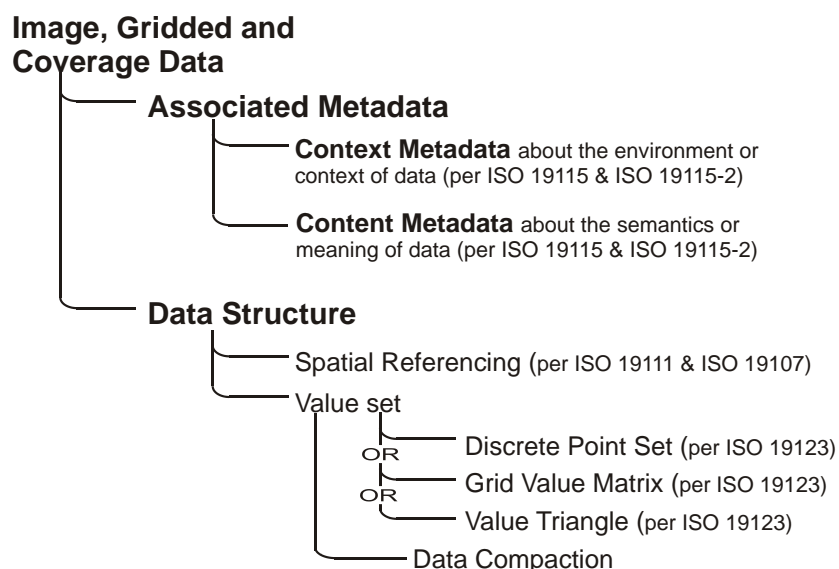 Image, Gridded and
Coverage Data
Associated Metadata
Context Metadata about the environment or
context of data (per ISO 19115 & ISO 19115-2)
Content Metadata about the semantics or
meaning of data (per ISO 19115 & ISO 19115-2)
Data Structure
Spatial Referencing (per ISO 19111 & ISO 19107)
Value set
Discrete Point Set (per ISO 19123)
OR
Grid Value Matrix (per ISO 19123)
OR
Value Triangle (per ISO 19123)
Data Compaction